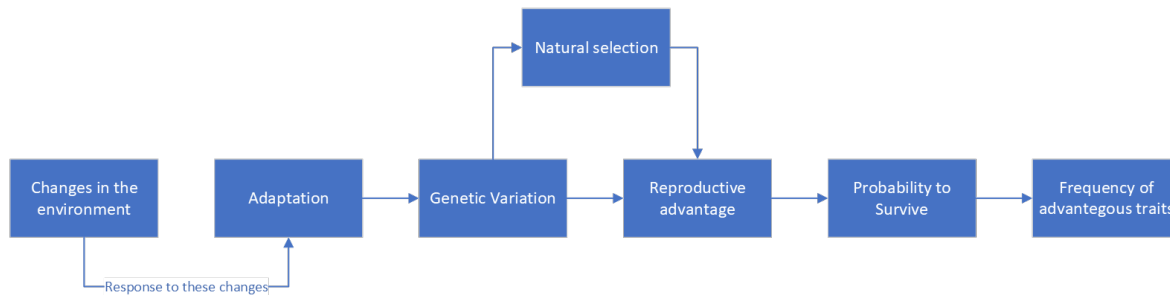 Natural selection
Changes in the
environment
Adaptation
Genetic Variation
Reproductive
advantage
Probability to
Survive
Frequency of
advantegous traits
Response to these changes